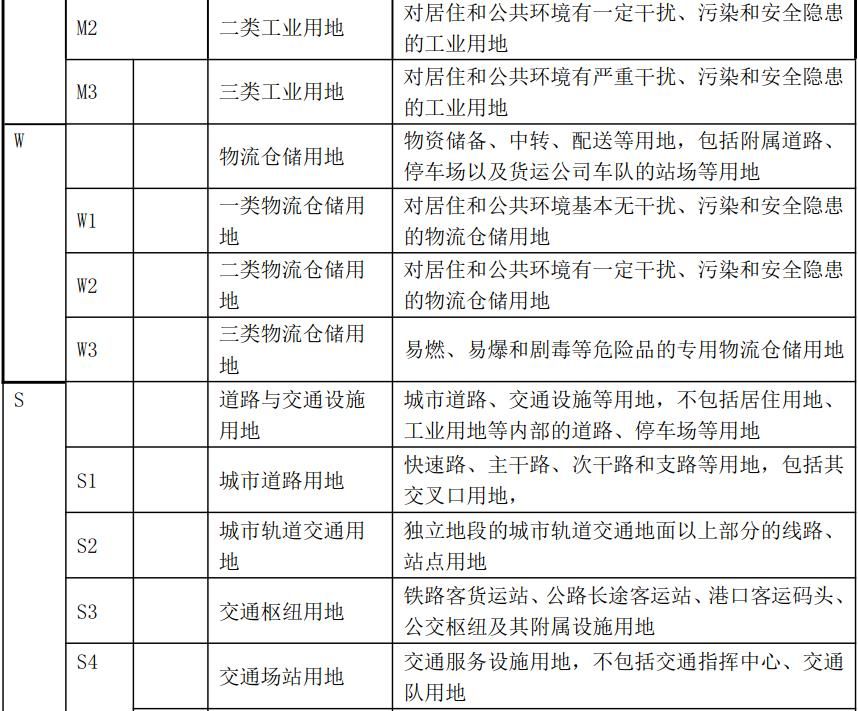 M2 二类工业用地 对居住和公共环境有一定干扰、污染和安全隐患
的工业用地
M3 三类工业用地 对居住和公共环境有严重干扰、污染和安全隐患
的工业用地
W 物流仓储用地 物资储备、中转、配送等用地，包括附属道路、
停车场以及货运公司车队的站场等用地
W1 一类物流仓储用
地
对居住和公共环境基本无干扰、污染和安全隐患
的物流仓储用地
W2 二类物流仓储用
地
对居住和公共环境有一定干扰、污染和安全隐患
的物流仓储用地
W3 三类物流仓储用
地
易燃、易爆和剧毒等危险品的专用物流仓储用地
S 道路与交通设施
用地
城市道路、交通设施等用地，不包括居住用地、
工业用地等内部的道路、停车场等用地
S1 城市道路用地 快速路、主干路、次干路和支路等用地，包括其
交叉口用地，
S2 城市轨道交通用
地
独立地段的城市轨道交通地面以上部分的线路、
站点用地
S3 交通枢纽用地 铁路客货运站、公路长途客运站、港口客运码头、
公交枢纽及其附属设施用地
S4 交通场站用地 交通服务设施用地，不包括交通指挥中心、交通
队用地